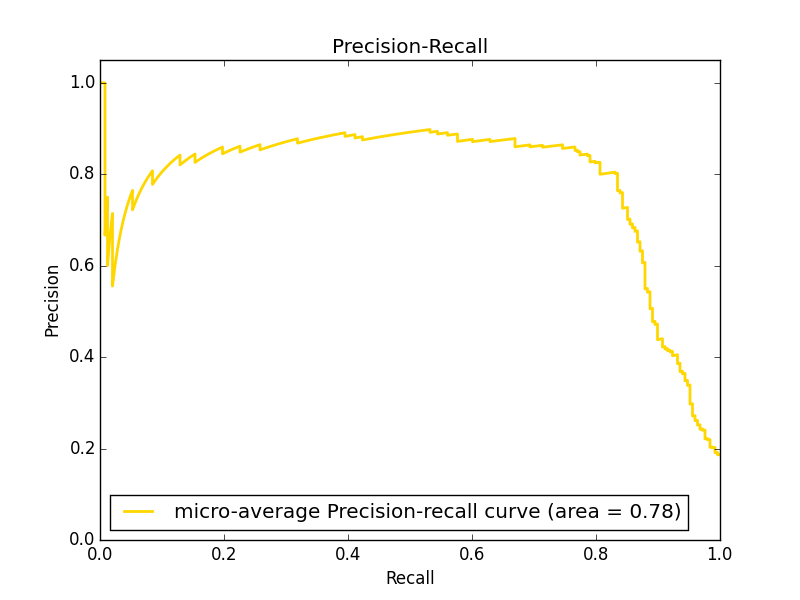 Precision-Recall
1.0
0.8
0.6
0.4
0.2
0.0
Precision
micro-average Precision-recall curve (area = 0.78)
0.0 0.2 0.4 0.6 0.8 1.0
Recall